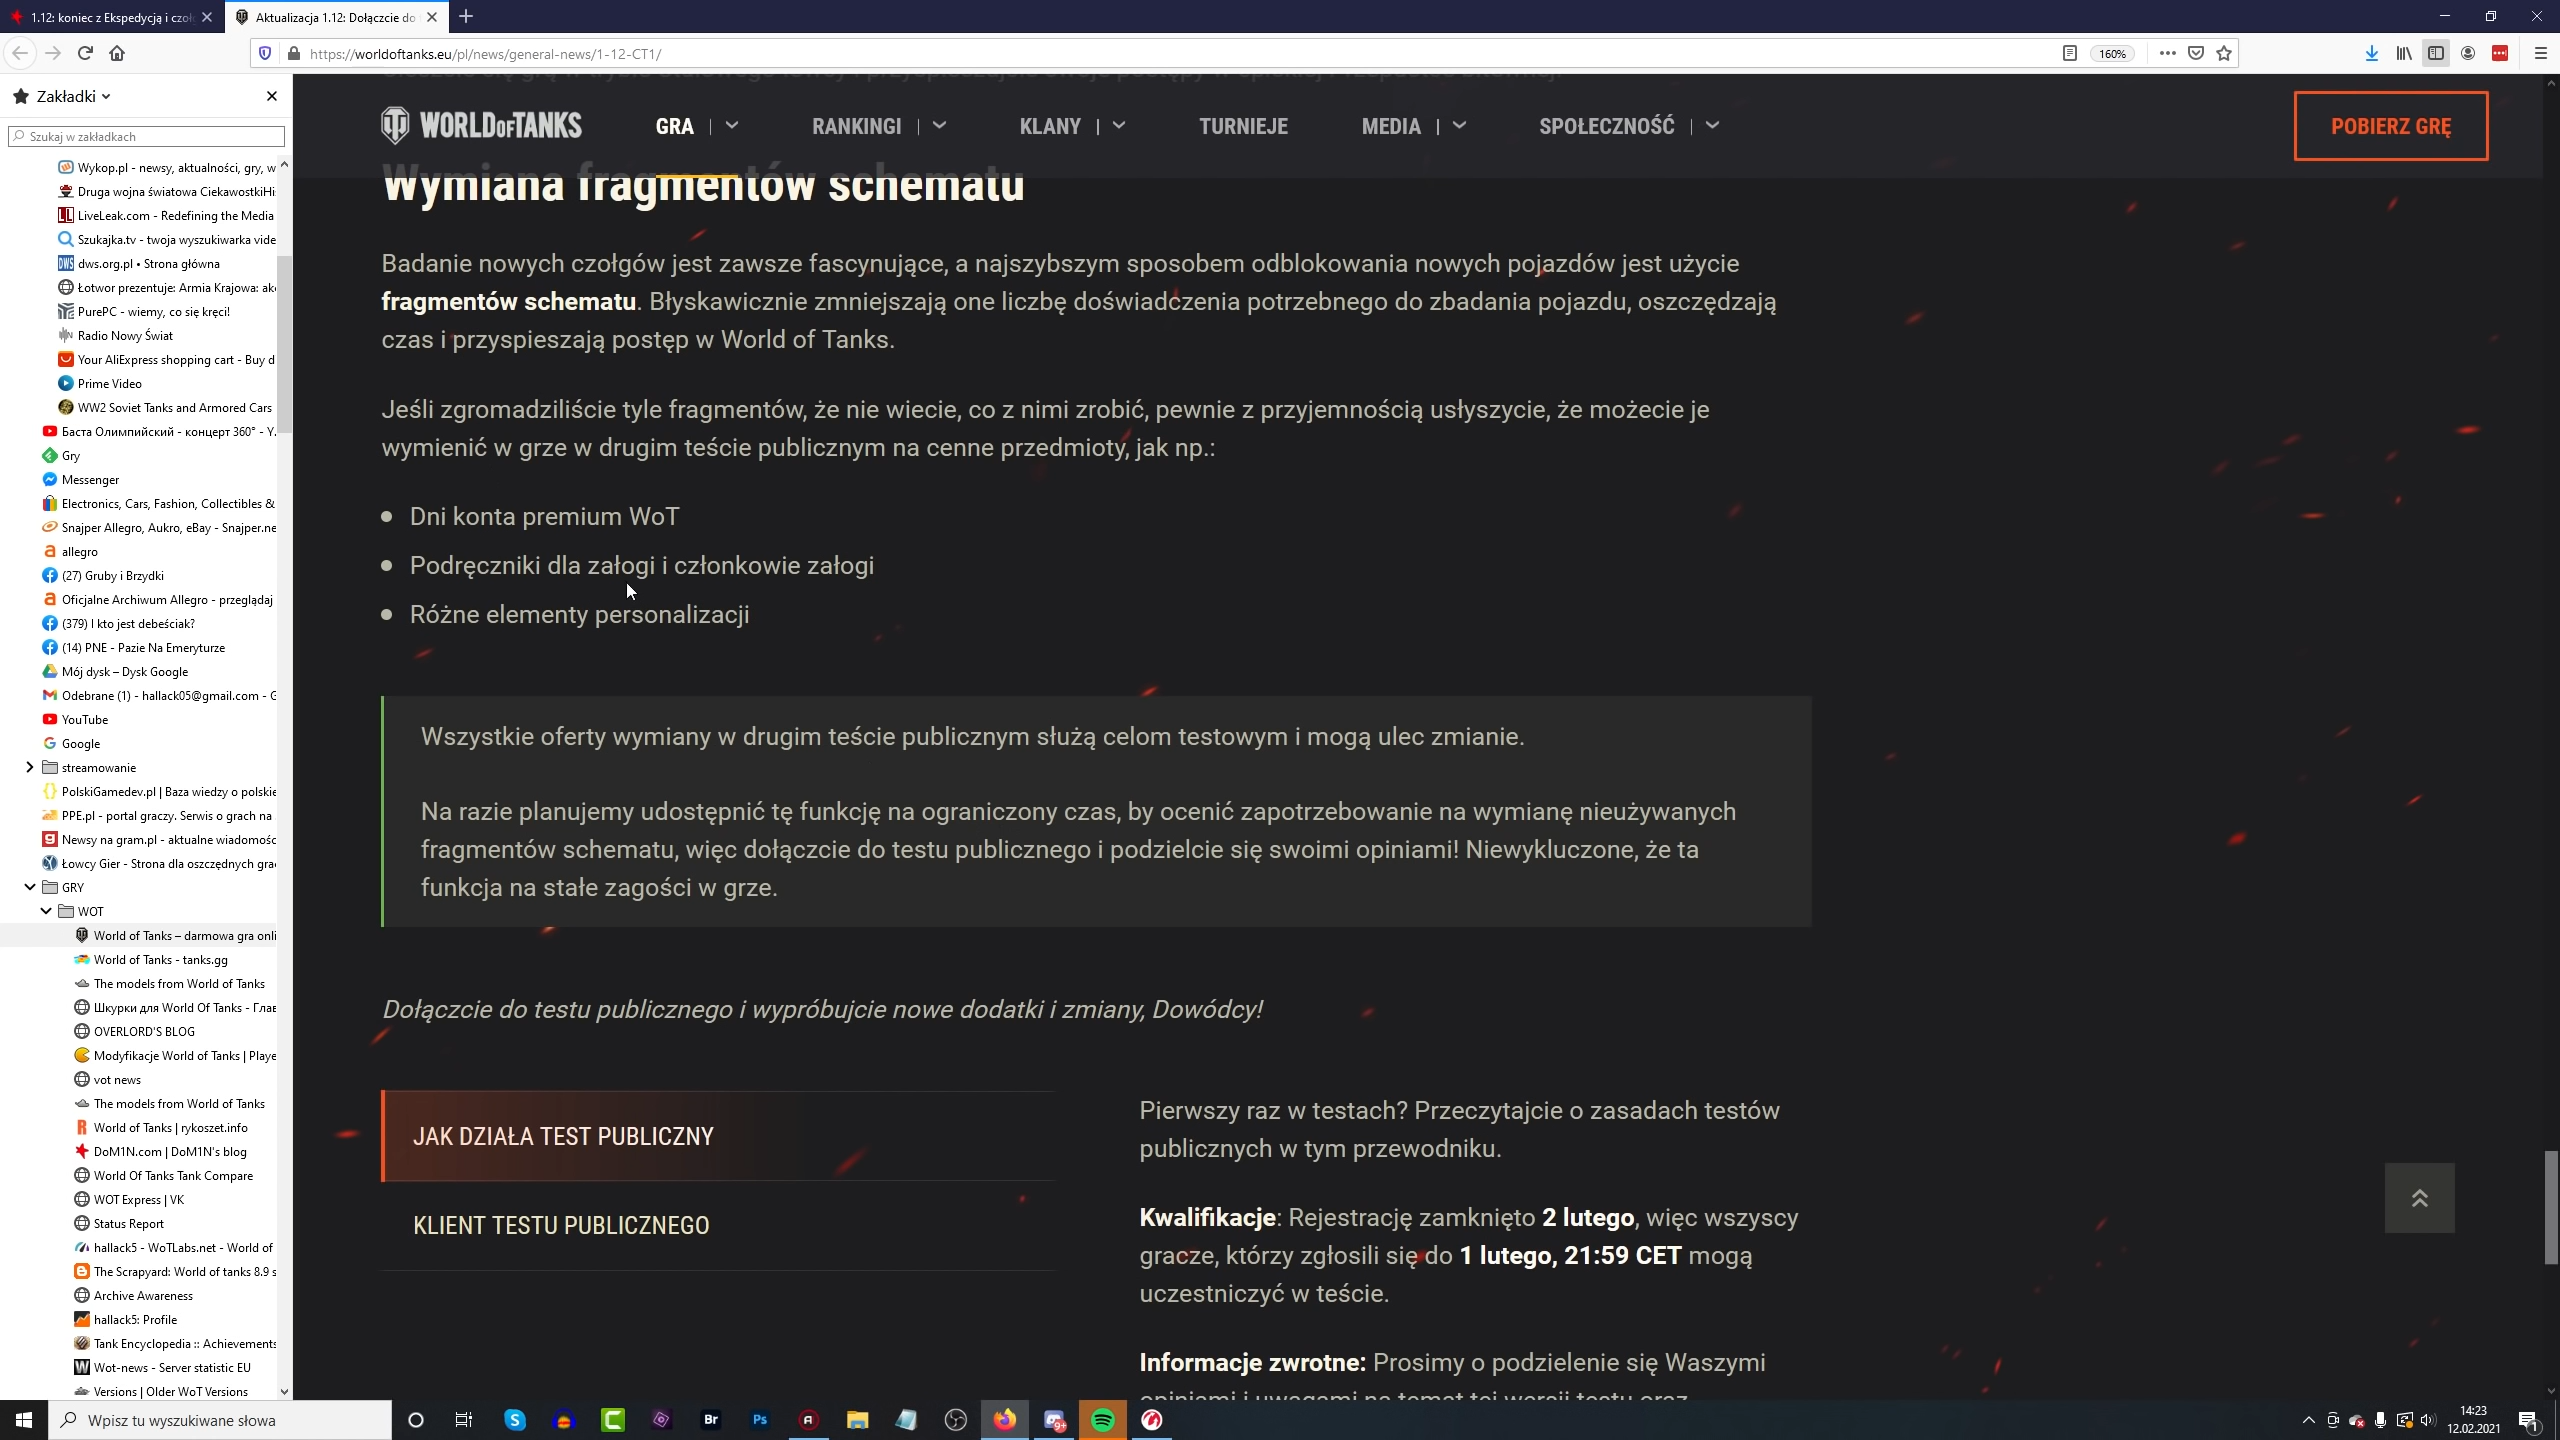 1.12: koniec z Ekspedycją i czoł
Aktualizacja 1.12: Dołączcie do
https://worldoftanks.eu/pl/news/general-news/1-12-CT1/
160%
Zakładki
Szukaj w zakładkach
Wykop.pl - newsy, aktualności, gry, w
Druga wojna światowa CiekawostkiHi
LiveLeak.com - Redefining the Media
Szukajka.tv - twoja wyszukiwarka vide
dws.org.pl • Strona główna
Łotwor prezentuje: Armia Krajowa: ak
PurePC - wiemy, co się kręci!
Radio Nowy Świat
Your AliExpress shopping cart - Buy d
Prime Video
WW2 Soviet Tanks and Armored Cars
Баста Олимпийский - концерт 360° - Y
Gry
Messenger
Electronics, Cars, Fashion, Collectibles &
Snajper Allegro, Aukro, eBay - Snajper.ne
allegro
(27) Gruby i Brzydki
Oficjalne Archiwum Allegro - przeglądaj
(379) I kto jest debeściak?
(14) PNE - Pazie Na Emeryturze
Mój dysk – Dysk Google
Odebrane (1) - hallack05@gmail.com - G
YouTube
Google
streamowanie
PolskiGamedev.pl | Baza wiedzy o polskie
PPE.pl - portal graczy. Serwis o grach na
Newsy na gram.pl - aktualne wiadomośc
Łowcy Gier - Strona dla oszczędnych gra
GRY
WOT
World of Tanks – darmowa gra onli
World of Tanks - tanks.gg
The models from World of Tanks
Шкурки для World Of Tanks - Глав
OVERLORD'S BLOG
Modyfikacje World of Tanks | Playe
vot news
The models from World of Tanks
World of Tanks | rykoszet.info
DoM1N.com | DoM1N's blog
World Of Tanks Tank Compare
WOT Express | VK
Status Report
hallack5 - WoTLabs.net - World of
The Scrapyard: World of tanks 8.9 s
Archive Awareness
hallack5: Profile
Tank Encyclopedia :: Achievements
Wot-news - Server statistic EU
Versions | Older WoT Versions
WORLD OF TANKS
GRA
RANKINGI
KLANY
TURNIEJE
MEDIA
SPOŁECZNOŚĆ
POBIERZ GRĘ
Wymiana fragmentów schematu
Badanie nowych czołgów jest zawsze fascynujące, a najszybszym sposobem odblokowania nowych pojazdów jest użycie
fragmentów schematu. Błyskawicznie zmniejszają one liczbę doświadczenia potrzebnego do zbadania pojazdu, oszczędzają
czas i przyspieszają postęp w World of Tanks.
Jeśli zgromadziliście tyle fragmentów, że nie wiecie, co z nimi zrobić, pewnie z przyjemnością usłyszycie, że możecie je
wymienić w grze w drugim teście publicznym na cenne przedmioty, jak np.:
Dni konta premium WoT
Podręczniki dla załogi i członkowie załogi
Różne elementy personalizacji
Wszystkie oferty wymiany w drugim teście publicznym służą celom testowym i mogą ulec zmianie.
Na razie planujemy udostępnić tę funkcję na ograniczony czas, by ocenić zapotrzebowanie na wymianę nieużywanych
fragmentów schematu, więc dołączcie do testu publicznego i podzielcie się swoimi opiniami! Niewykluczone, że ta
funkcja na stałe zagości w grze.
Dołączcie do testu publicznego i wypróbujcie nowe dodatki i zmiany, Dowódcy!
JAK DZIAŁA TEST PUBLICZNY
KLIENT TESTU PUBLICZNEGO
Pierwszy raz w testach? Przeczytajcie o zasadach testów
publicznych w tym przewodniku.
Kwalifikacje: Rejestrację zamknięto 2 lutego, więc wszyscy
gracze, którzy zgłosili się do 1 lutego, 21:59 CET mogą
uczestniczyć w teście.
Informacje zwrotne: Prosimy o podzielenie się Waszymi
opiniami i uwagami na temat tej wersji testu oraz
Wpisz tu wyszukiwane słowa
Br
Ps
9+
14:23
12.02.2021
1